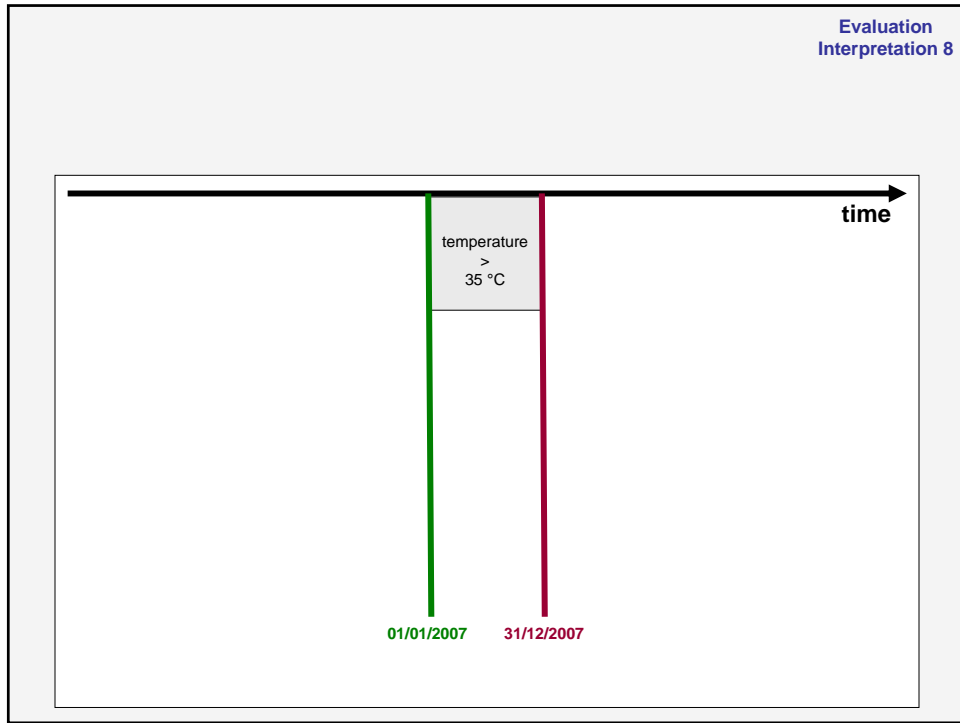 Evaluation
Interpretation 8
time
temperature
>
35 °C
01/01/2007 31/12/2007